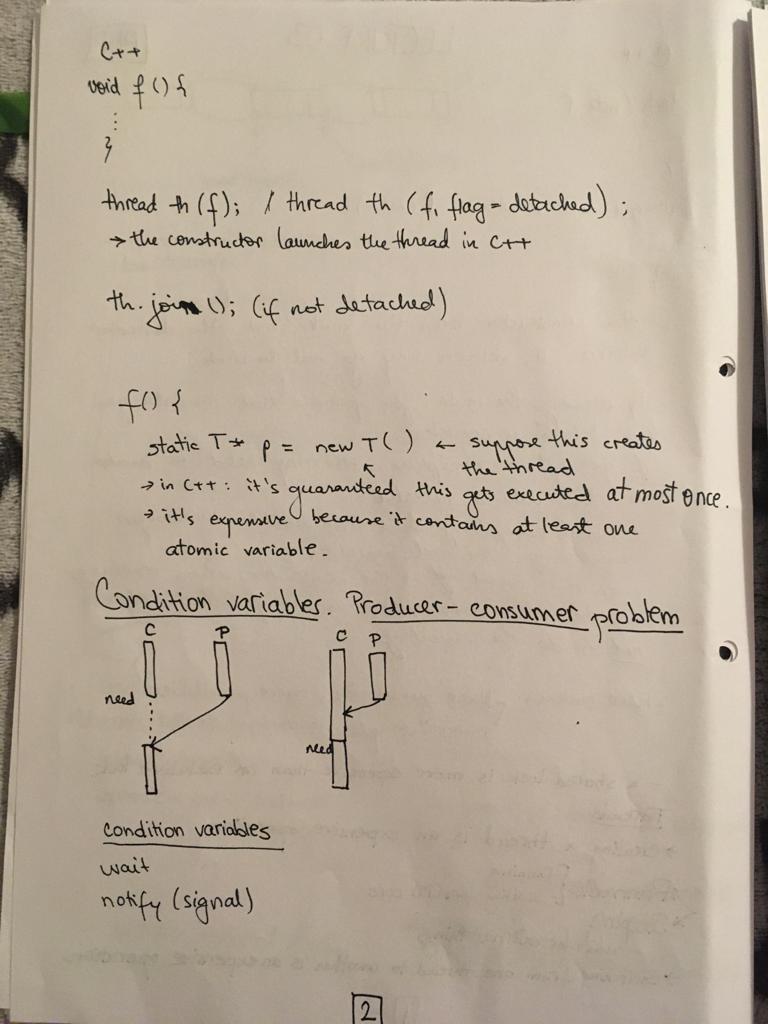 C++
void f() {
⋮
}
thread th(f); / thread th (f, flag = detached);
→ the constructor launches the thread in C++
th.join(); (if not detached)
f() {
static T* p = new T() ← suppose this creates
the thread
→ in C++: it's guaranteed this gets executed at most once.
→ it's expensive because it contains at least one
atomic variable.
Condition variables. Producer-consumer problem
C P C P
need
need
condition variables
wait
notify (signal)
2